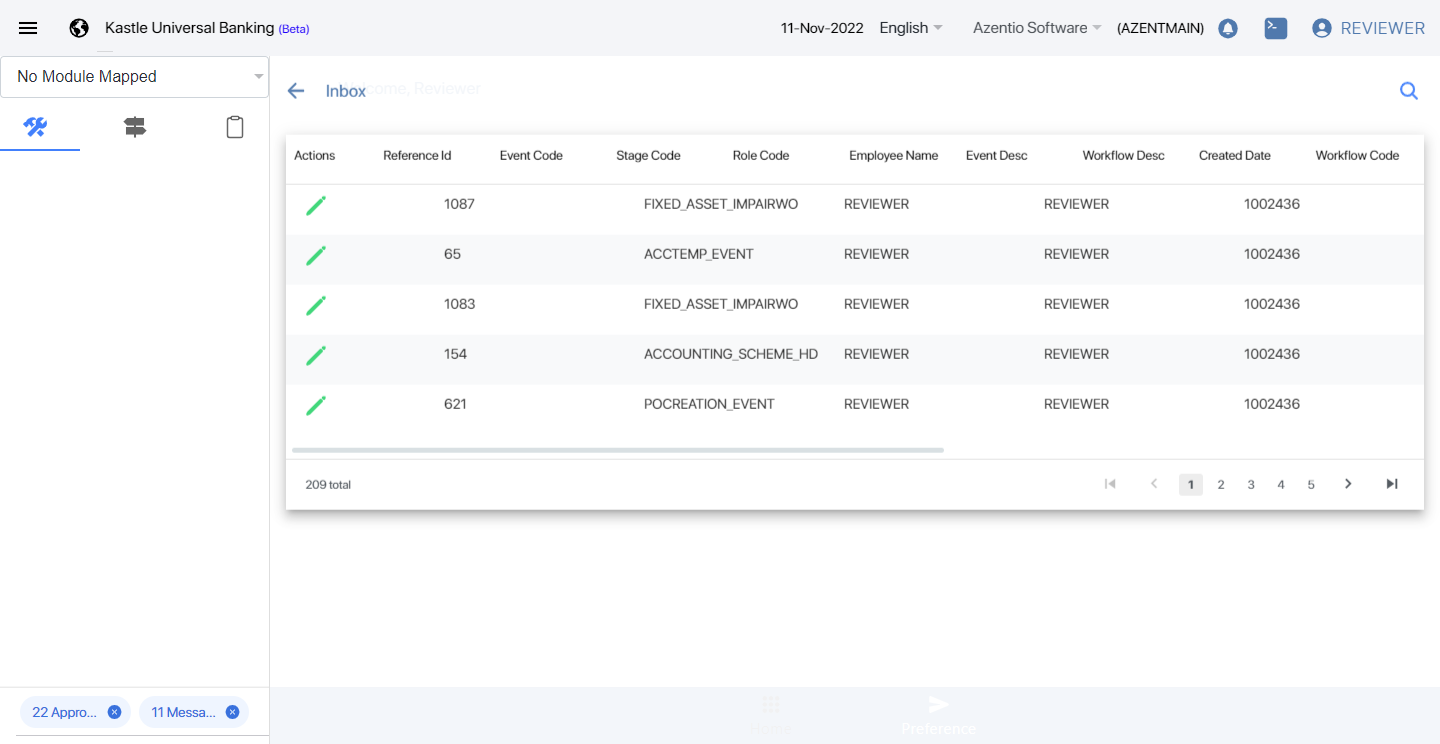 Kastle Universal Banking (Beta) 11-Nov-2022 English Azentio Software (AZENTMAIN) REVIEWER
No Module Mapped
Inbox
come, Reviewer
Actions Reference Id Event Code Stage Code Role Code Employee Name Event Desc Workflow Desc Created Date Workflow Code
1087 FIXED_ASSET_IMPAIRWO REVIEWER REVIEWER 1002436
65 ACCTEMP_EVENT REVIEWER REVIEWER 1002436
1083 FIXED_ASSET_IMPAIRWO REVIEWER REVIEWER 1002436
154 ACCOUNTING_SCHEME_HD REVIEWER REVIEWER 1002436
621 POCREATION_EVENT REVIEWER REVIEWER 1002436
209 total 1 2 3 4 5
22 Appro... 11 Messa...
Home Preference